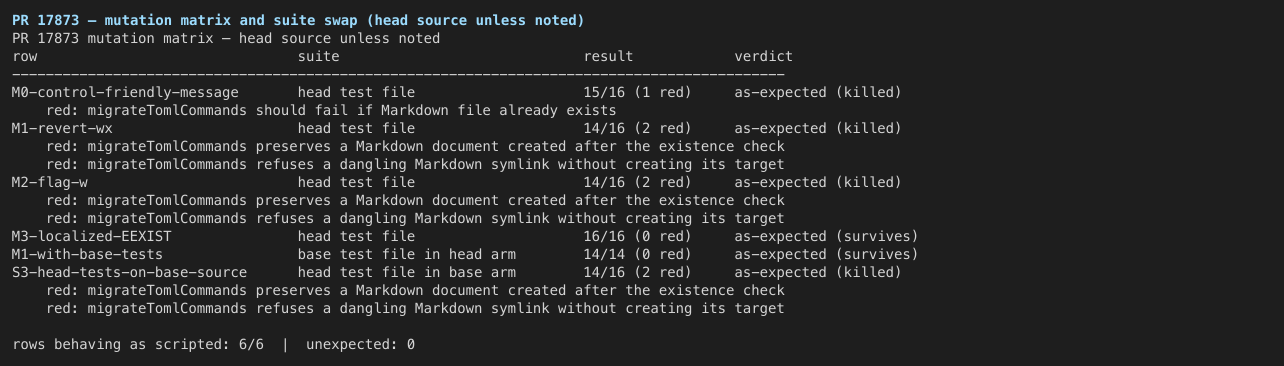 PR 17873 — mutation matrix and suite swap (head source unless noted)
PR 17873 mutation matrix — head source unless noted
row                               suite                             result            verdict
————————————————————————————————————————————————————————————————————————————————————————————
M0-control-friendly-message       head test file                    15/16 (1 red)     as-expected (killed)
    red: migrateTomlCommands should fail if Markdown file already exists
M1-revert-wx                      head test file                    14/16 (2 red)     as-expected (killed)
    red: migrateTomlCommands preserves a Markdown document created after the existence check
    red: migrateTomlCommands refuses a dangling Markdown symlink without creating its target
M2-flag-w                         head test file                    14/16 (2 red)     as-expected (killed)
    red: migrateTomlCommands preserves a Markdown document created after the existence check
    red: migrateTomlCommands refuses a dangling Markdown symlink without creating its target
M3-localized-EEXIST               head test file                    16/16 (0 red)     as-expected (survives)
M1-with-base-tests                base test file in head arm        14/14 (0 red)     as-expected (survives)
S3-head-tests-on-base-source      head test file in base arm        14/16 (2 red)     as-expected (killed)
    red: migrateTomlCommands preserves a Markdown document created after the existence check
    red: migrateTomlCommands refuses a dangling Markdown symlink without creating its target
rows behaving as scripted: 6/6  |  unexpected: 0